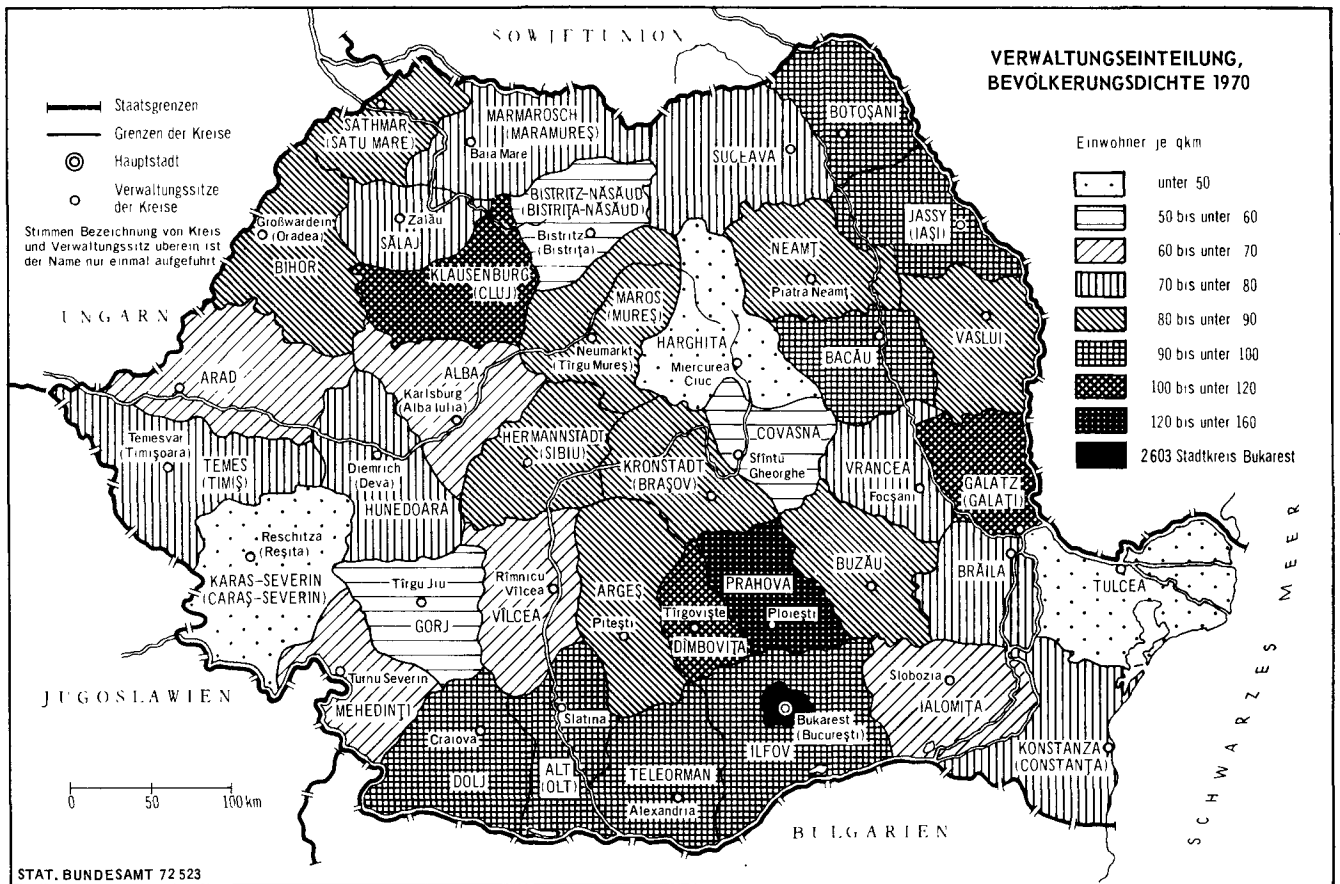 SOWJETUNION
VERWALTUNGSEINTEILUNG,
BEVÖLKERUNGSDICHTE 1970
Staatsgrenzen
Grenzen der Kreise
Hauptstadt
Verwaltungssitze
der Kreise
Stimmen Bezeichnung von Kreis
und Verwaltungssitz überein ist
der Name nur einmal aufgeführt
Einwohner je qkm
unter 50
50 bis unter 60
60 bis unter 70
70 bis unter 80
80 bis unter 90
90 bis unter 100
100 bis unter 120
120 bis unter 160
2603 Stadtkreis Bukarest
SATHMAR
(SATU MARE)
MARMAROSCH
(MARAMUREŞ)
Baia Mare
SUCEAVA
BOTOŞANI
BISTRITZ-NĂSĂUD
(BISTRIŢA-NĂSĂUD)
Bistritz
(Bistriţa)
Zalău
SĂLAJ
Großwardein
(Oradea)
BIHOR
KLAUSENBURG
(CLUJ)
JASSY
(IAŞI)
NEAMŢ
Piatra Neamţ
MAROS
(MUREŞ)
Neumarkt
(Tîrgu Mureş)
HARGHITA
Miercurea
Ciuc
BACĂU
VASLUI
UNGARN
ARAD
ALBA
Karlsburg
(Alba Iulia)
Temesvar
(Timişoara)
TEMES
(TIMIŞ)
Diemrich
(Deva)
HUNEDOARA
HERMANNSTADT
(SIBIU)
KRONSTADT
(BRAŞOV)
COVASNA
Sfîntu
Gheorghe
VRANCEA
Focşani
GALATZ
(GALAŢI)
Reschitza
(Reşita)
KARAS-SEVERIN
(CARAŞ-SEVERIN)
Tîrgu Jiu
GORJ
Rîmnicu
Vîlcea
VÎLCEA
ARGEŞ
Piteşti
PRAHOVA
Ploieşti
Tîrgovişte
DÎMBOVIŢA
BUZĂU
BRĂILA
TULCEA
SCHWARZES MEER
JUGOSLAWIEN
Turnu Severin
MEHEDINŢI
Craiova
DOLJ
Slatina
ALT
(OLT)
TELEORMAN
Alexandria
Bukarest
(Bucureşti)
ILFOV
Slobozia
IALOMIŢA
KONSTANZA
(CONSTANŢA)
BULGARIEN
0 50 100 km
STAT. BUNDESAMT 72 523